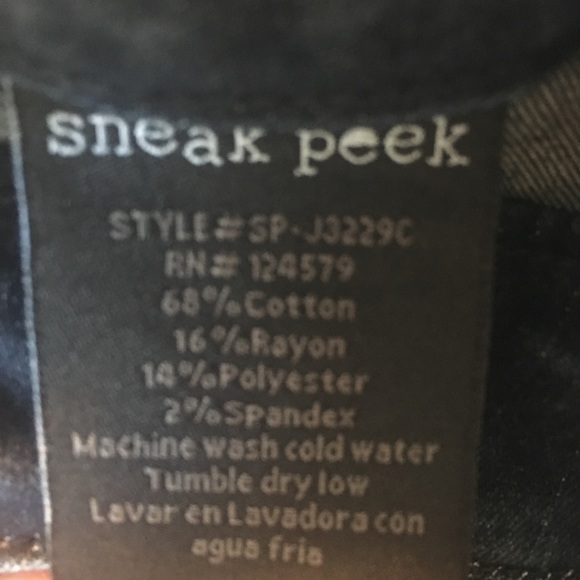 sneak peek
STYLE#SP-J3229C
RN# 124579
68%Cotton
16%Rayon
14%Polyester
2%Spandex
Machine wash cold water
Tumble dry low
Lavar en Lavadora con
agua fria